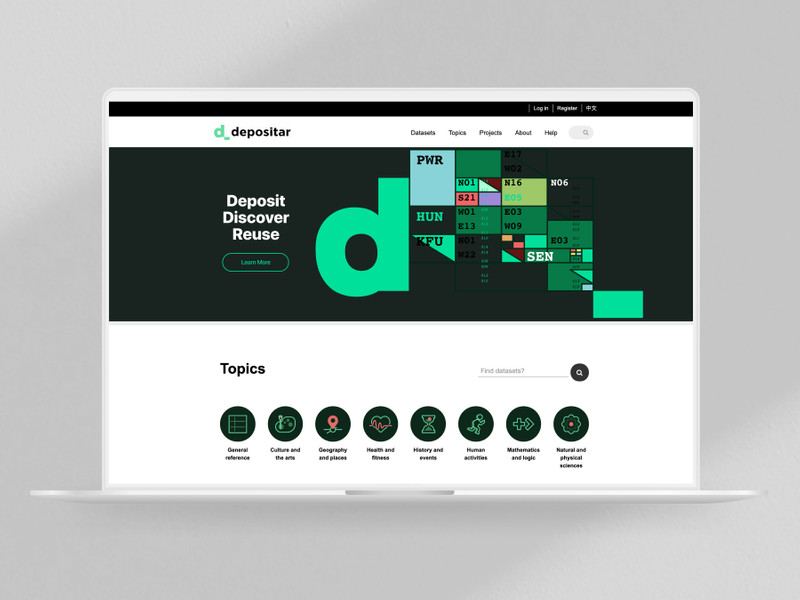 Log in
Register
中文
d_depositar
Datasets
Topics
Projects
About
Help
Deposit
Discover
Reuse
Learn More
d
PWR
E17
W02
N01
N16
N06
S21
E05
HUN
W01
E03
E13
W09
KFU
N01
E03
W22
SEN
Topics
Find datasets?
General
reference
Culture and
the arts
Geography
and places
Health and
fitness
History and
events
Human
activities
Mathematics
and logic
Natural and
physical
sciences